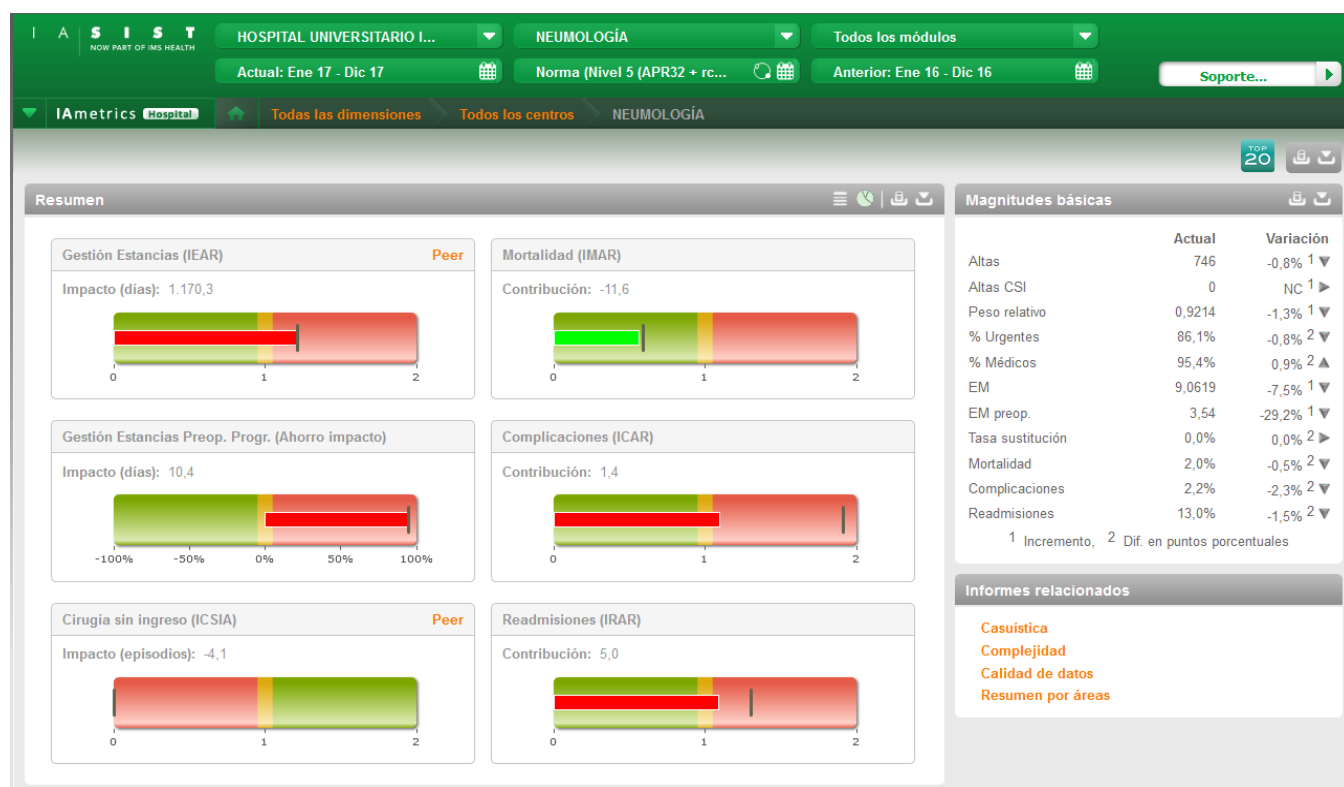 I A S I S T
NOW PART OF IMS HEALTH
HOSPITAL UNIVERSITARIO I...
NEUMOLOGÍA
Todos los módulos
Actual: Ene 17 - Dic 17
Norma (Nivel 5 (APR32 + rc...
Anterior: Ene 16 - Dic 16
Soporte...
IAmetrics Hospital
Todas las dimensiones
Todos los centros
NEUMOLOGÍA
TOP
20
Resumen
Gestión Estancias (IEAR) Peer
Impacto (días): 1.170,3
0 1 2
Mortalidad (IMAR)
Contribución: -11,6
0 1 2
Gestión Estancias Preop. Progr. (Ahorro impacto)
Impacto (días): 10,4
-100% -50% 0% 50% 100%
Complicaciones (ICAR)
Contribución: 1,4
0 1 2
Cirugía sin ingreso (ICSIA) Peer
Impacto (episodios): -4,1
0 1 2
Readmisiones (IRAR)
Contribución: 5,0
0 1 2
Magnitudes básicas
Actual Variación
Altas 746 -0,8% 1
Altas CSI 0 NC 1
Peso relativo 0,9214 -1,3% 1
% Urgentes 86,1% -0,8% 2
% Médicos 95,4% 0,9% 2
EM 9,0619 -7,5% 1
EM preop. 3,54 -29,2% 1
Tasa sustitución 0,0% 0,0% 2
Mortalidad 2,0% -0,5% 2
Complicaciones 2,2% -2,3% 2
Readmisiones 13,0% -1,5% 2
1 Incremento, 2 Dif. en puntos porcentuales
Informes relacionados
Casuística
Complejidad
Calidad de datos
Resumen por áreas